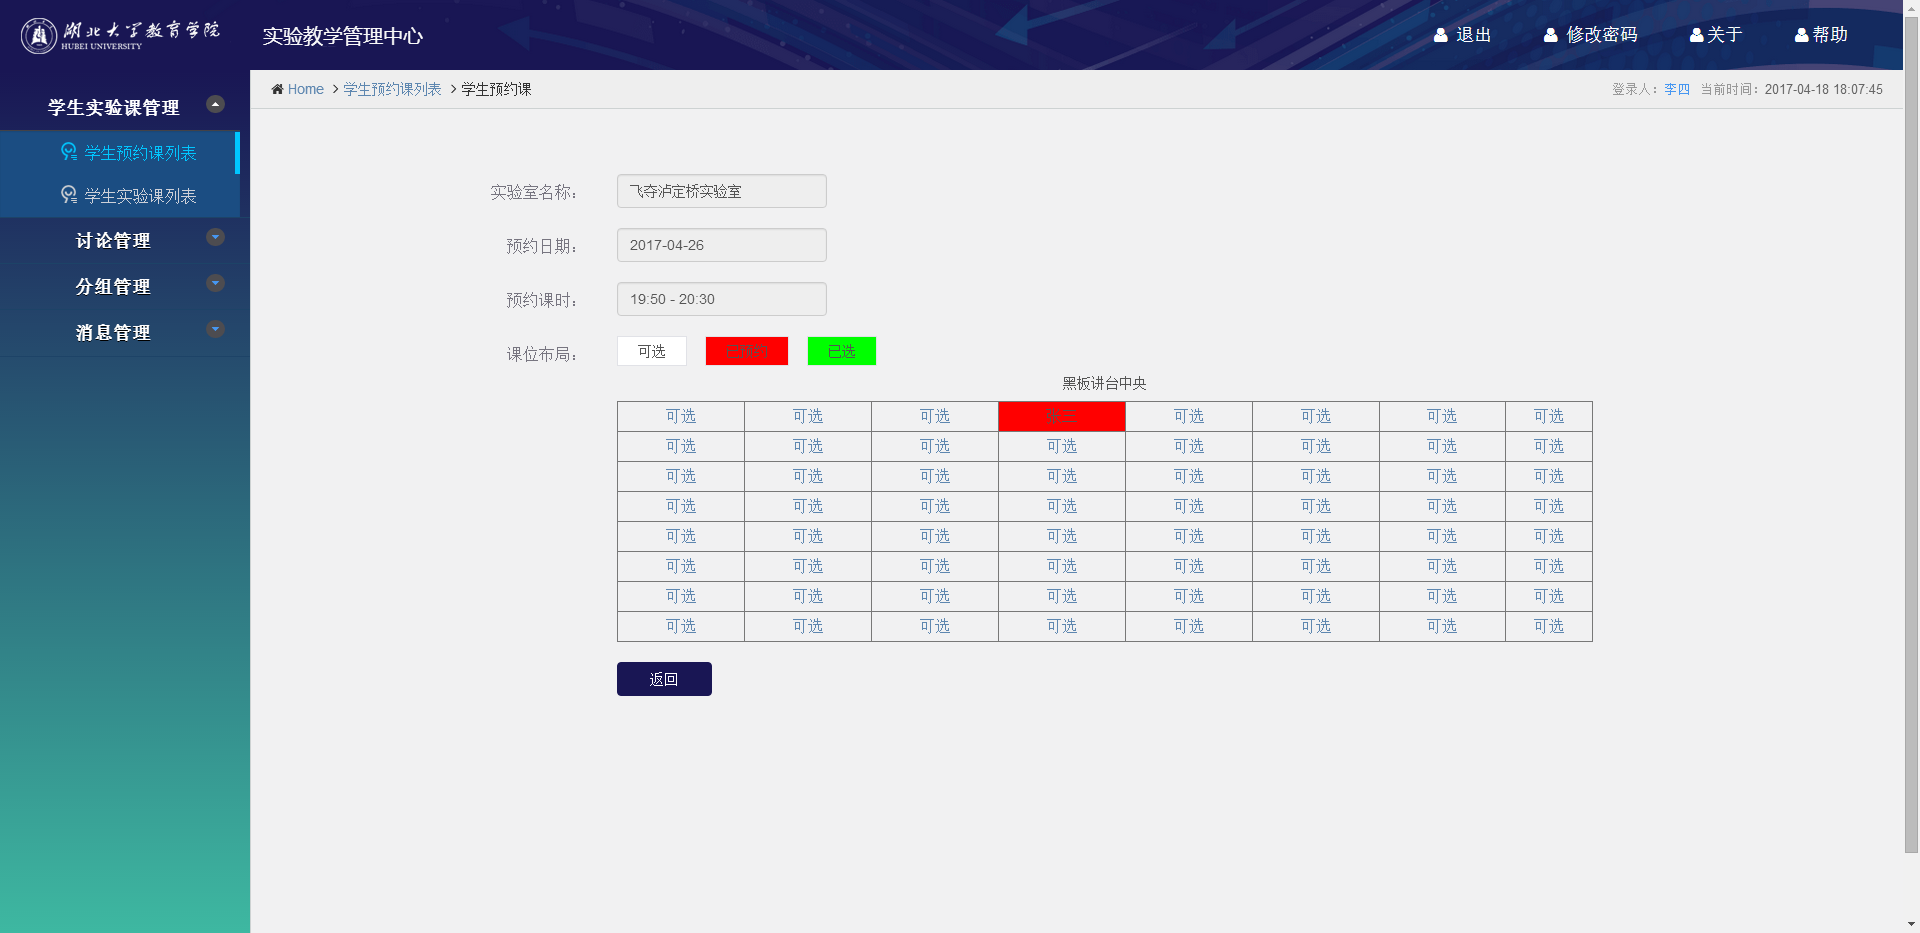 湖北大学教育学院
HUBEI UNIVERSITY
实验教学管理中心
退出 修改密码 关于 帮助
Home 学生预约课列表 学生预约课
登录人：李四 当前时间：2017-04-18 18:07:45
学生实验课管理
学生预约课列表
学生实验课列表
讨论管理
分组管理
消息管理
实验室名称： 飞夺泸定桥实验室
预约日期： 2017-04-26
预约课时： 19:50 - 20:30
课位布局： 可选 已选
黑板讲台中央
可选 可选 可选 张三 可选 可选 可选 可选
可选 可选 可选 可选 可选 可选 可选 可选
可选 可选 可选 可选 可选 可选 可选 可选
可选 可选 可选 可选 可选 可选 可选 可选
可选 可选 可选 可选 可选 可选 可选 可选
可选 可选 可选 可选 可选 可选 可选 可选
可选 可选 可选 可选 可选 可选 可选 可选
可选 可选 可选 可选 可选 可选 可选 可选
返回